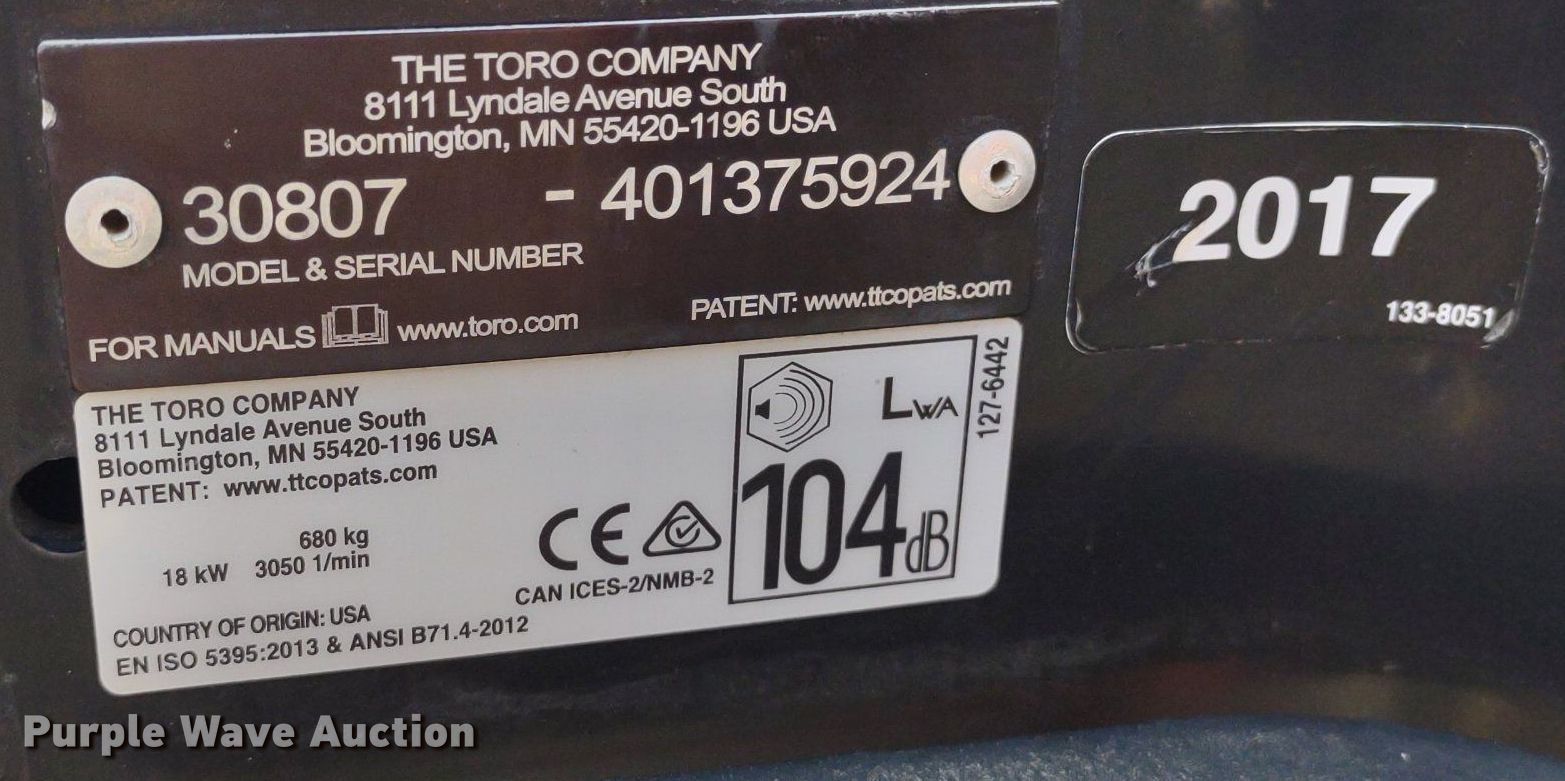 THE TORO COMPANY
8111 Lyndale Avenue South
Bloomington, MN 55420-1196 USA
30807 - 401375924
MODEL & SERIAL NUMBER
FOR MANUALS www.toro.com
PATENT: www.ttcopats.com
2017
133-8051
THE TORO COMPANY
8111 Lyndale Avenue South
Bloomington, MN 55420-1196 USA
PATENT: www.ttcopats.com
680 kg
18 kW 3050 1/min
COUNTRY OF ORIGIN: USA
EN ISO 5395:2013 & ANSI B71.4-2012
CE
CAN ICES-2/NMB-2
LWA
104dB
127-6442
Purple Wave Auction